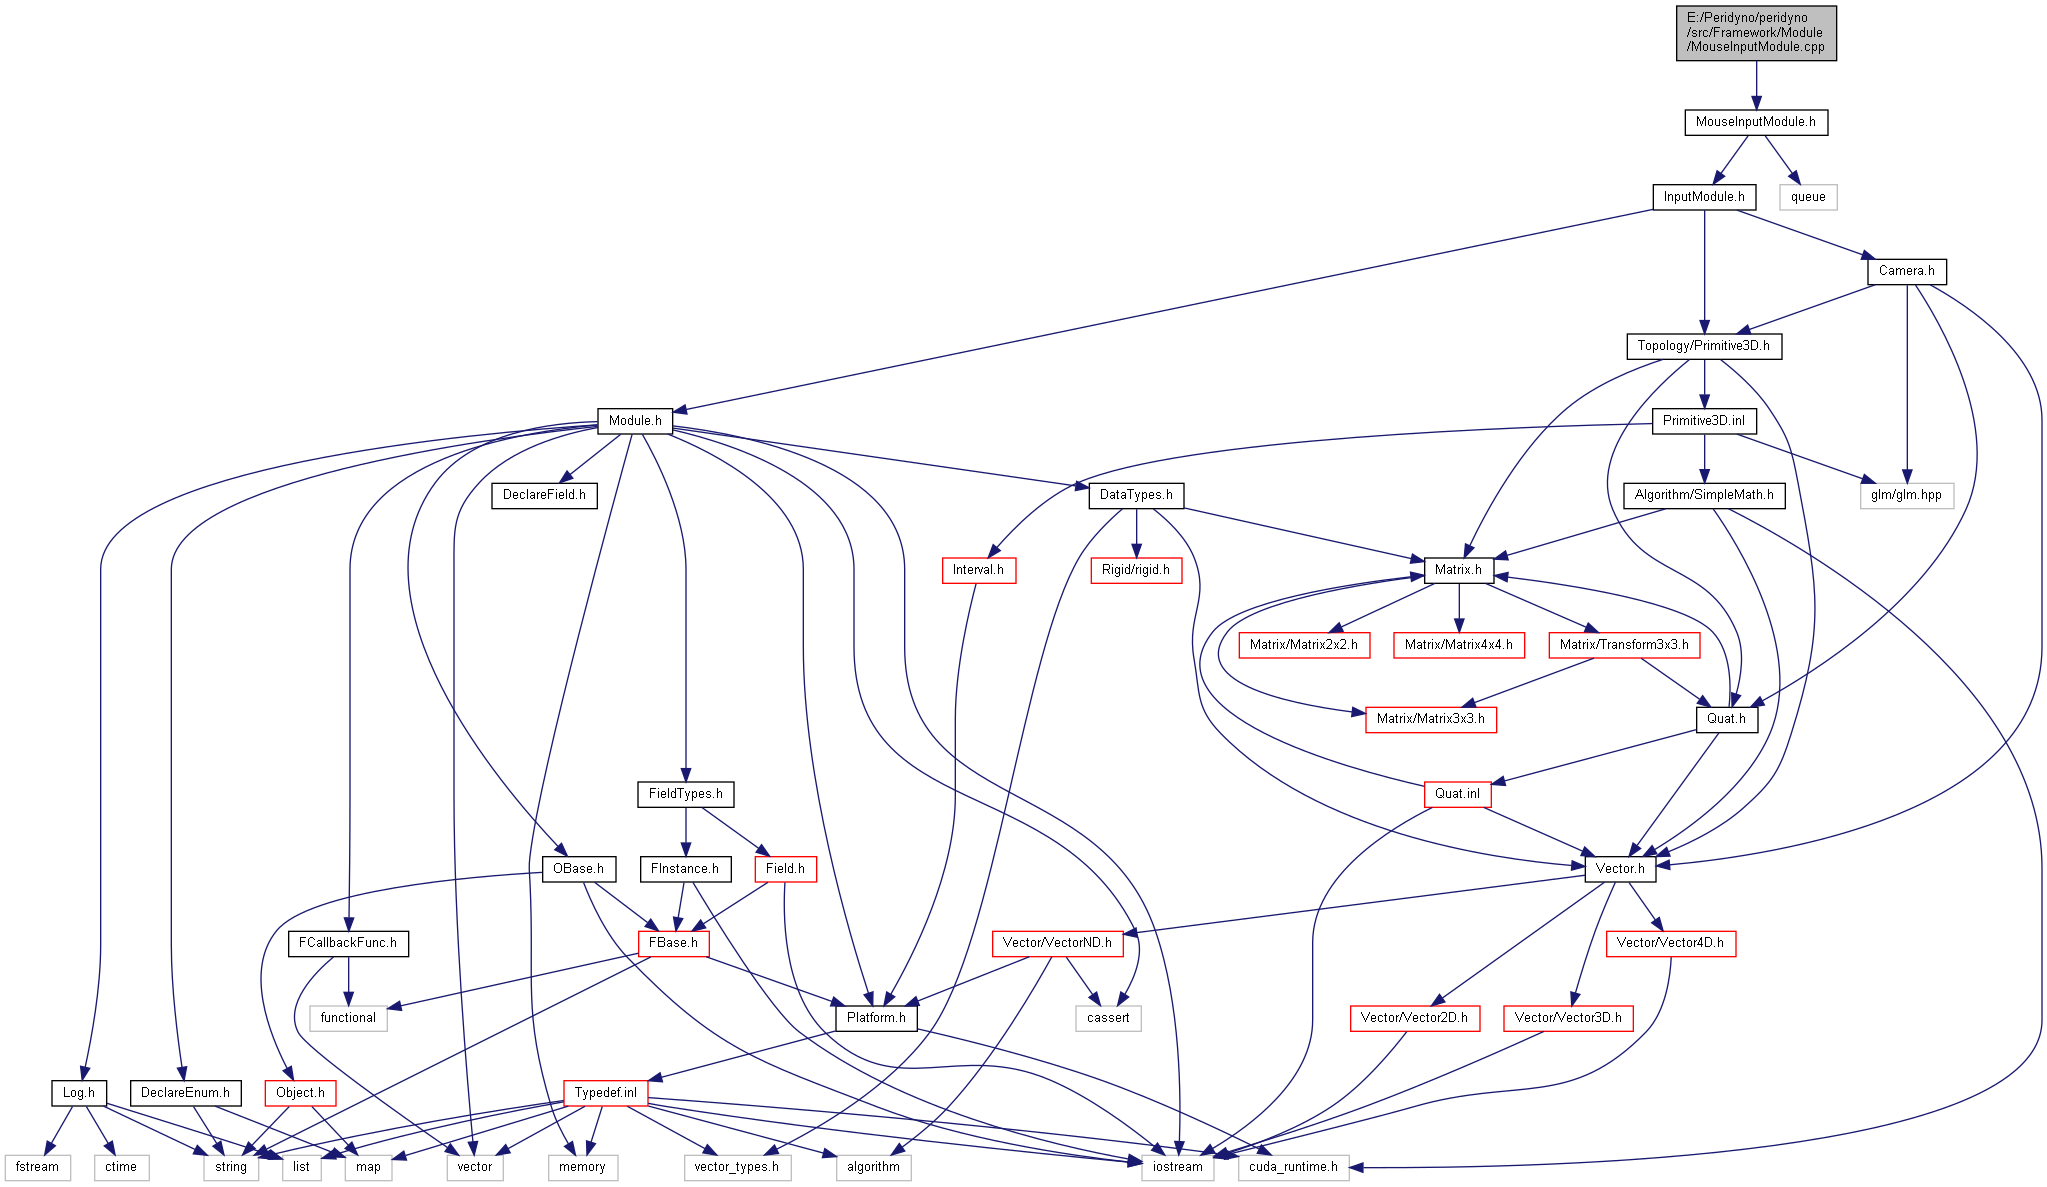 E:/Peridyno/peridyno
/src/Framework/Module
/MouseInputModule.cpp
MouseInputModule.h
InputModule.h
queue
Camera.h
Topology/Primitive3D.h
Module.h
Primitive3D.inl
DeclareField.h
DataTypes.h
Algorithm/SimpleMath.h
glm/glm.hpp
Interval.h
Rigid/rigid.h
Matrix.h
Matrix/Matrix2x2.h
Matrix/Matrix4x4.h
Matrix/Transform3x3.h
Matrix/Matrix3x3.h
Quat.h
FieldTypes.h
Quat.inl
OBase.h
FInstance.h
Field.h
Vector.h
FCallbackFunc.h
FBase.h
Vector/VectorND.h
Vector/Vector4D.h
functional
Platform.h
cassert
Vector/Vector2D.h
Vector/Vector3D.h
Log.h
DeclareEnum.h
Object.h
Typedef.inl
fstream
ctime
string
list
map
vector
memory
vector_types.h
algorithm
iostream
cuda_runtime.h